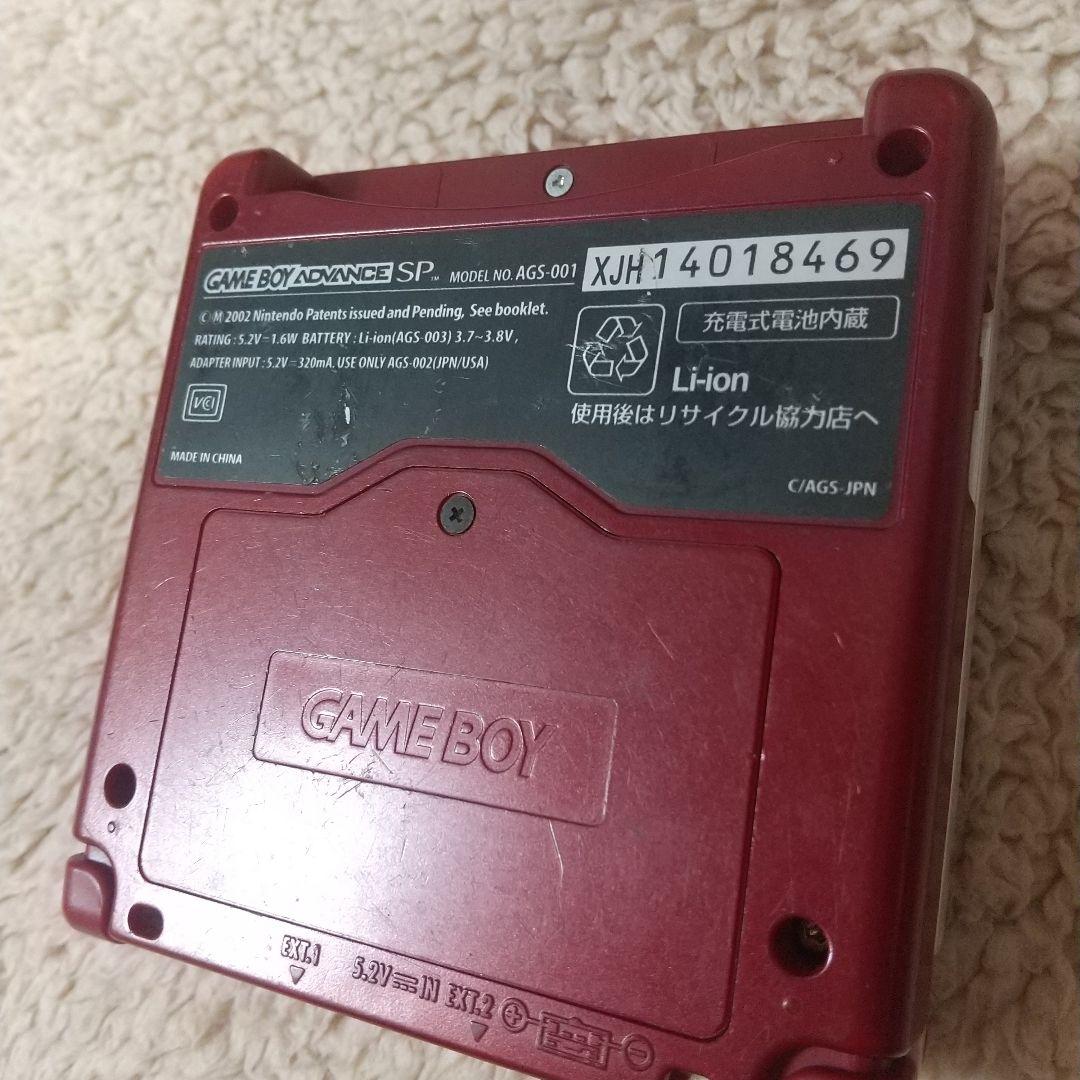 GAME BOY ADVANCE SP™ MODEL NO. AGS-001
XJH14018469
© Ⓜ 2002 Nintendo Patents issued and Pending, See booklet.
RATING : 5.2V⎓1.6W BATTERY : Li-ion(AGS-003) 3.7~3.8V,
ADAPTER INPUT : 5.2V⎓320mA. USE ONLY AGS-002(JPN/USA)
VCI
MADE IN CHINA
充電式電池内蔵
Li-ion
使用後はリサイクル協力店へ
C/AGS-JPN
GAME BOY
EXT.1 5.2V⎓IN EXT.2